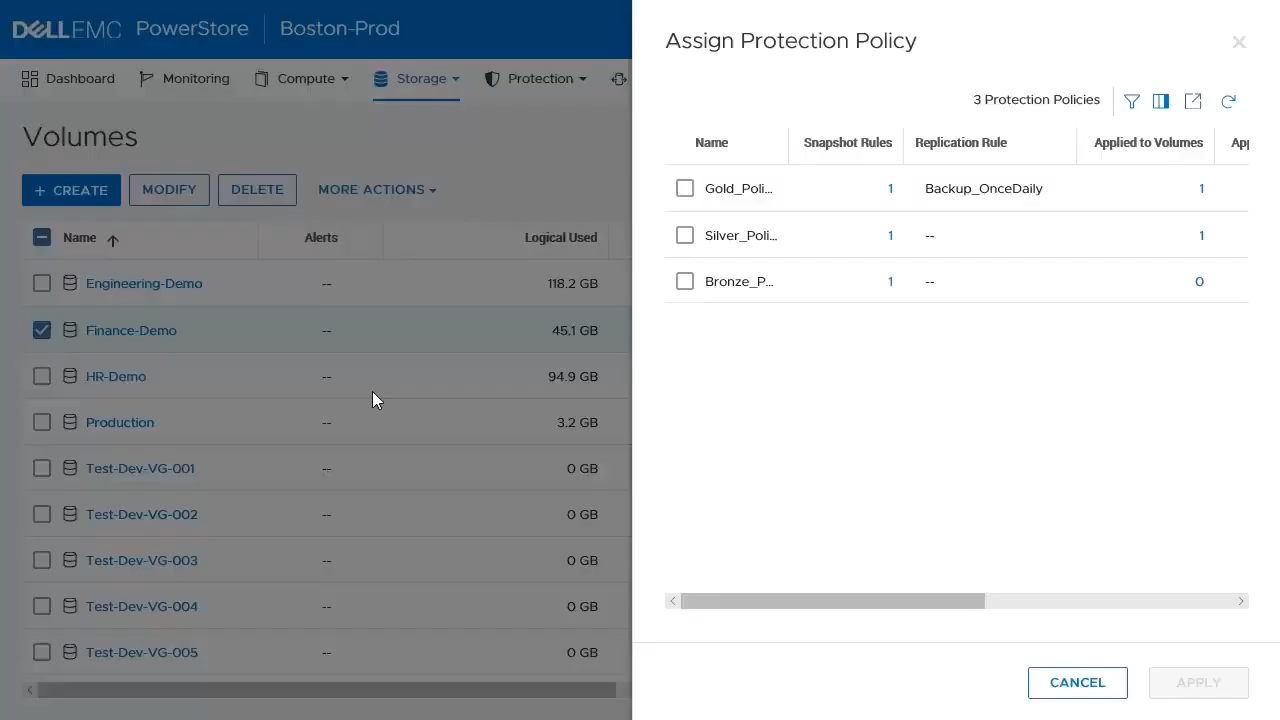 DELLEMC PowerStore Boston-Prod
Dashboard Monitoring Compute Storage Protection
Volumes
+ CREATE MODIFY DELETE MORE ACTIONS
Name Alerts Logical Used
Engineering-Demo -- 118.2 GB
Finance-Demo -- 45.1 GB
HR-Demo -- 94.9 GB
Production -- 3.2 GB
Test-Dev-VG-001 -- 0 GB
Test-Dev-VG-002 -- 0 GB
Test-Dev-VG-003 -- 0 GB
Test-Dev-VG-004 -- 0 GB
Test-Dev-VG-005 -- 0 GB
Assign Protection Policy
3 Protection Policies
Name Snapshot Rules Replication Rule Applied to Volumes App
Gold_Poli... 1 Backup_OnceDaily 1
Silver_Poli... 1 -- 1
Bronze_P... 1 -- 0
CANCEL APPLY